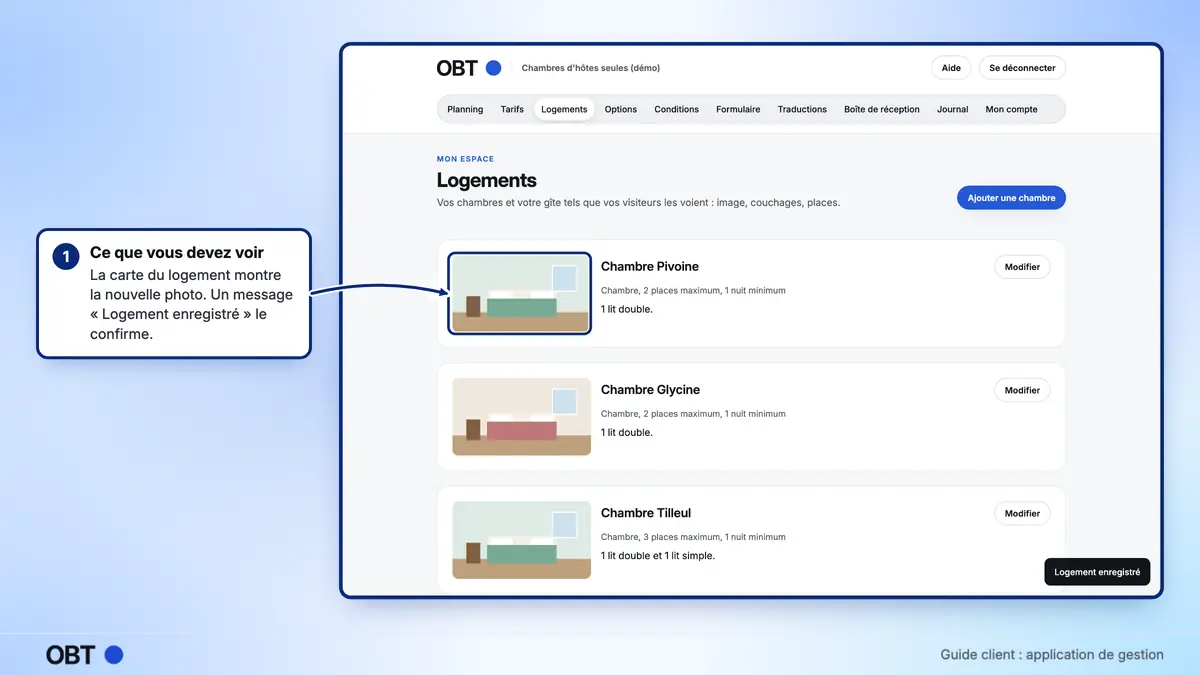 OBT
Chambres d'hôtes seules (démo)
Aide
Se déconnecter
Planning
Tarifs
Logements
Options
Conditions
Formulaire
Traductions
Boîte de réception
Journal
Mon compte
MON ESPACE
Logements
Vos chambres et votre gîte tels que vos visiteurs les voient : image, couchages, places.
Ajouter une chambre
1
Ce que vous devez voir
La carte du logement montre
la nouvelle photo. Un message
« Logement enregistré » le
confirme.
Chambre Pivoine
Modifier
Chambre, 2 places maximum, 1 nuit minimum
1 lit double.
Chambre Glycine
Modifier
Chambre, 2 places maximum, 1 nuit minimum
1 lit double.
Chambre Tilleul
Modifier
Chambre, 3 places maximum, 1 nuit minimum
1 lit double et 1 lit simple.
Logement enregistré
OBT
Guide client : application de gestion